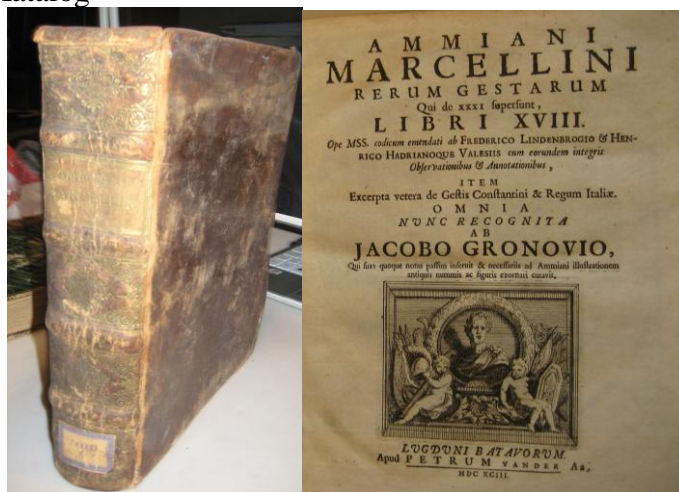 AMMIANI
MARCELLINI
RERUM GESTARUM
Qui de XXXI superſunt,
LIBRI XVIII.
Ope MSS. codicum emendati ab FREDERICO LINDENBROGIO & HEN-
RICO HADRIANOQUE VALESIIS cum eorundem integris
Obſervationibus & Annotationibus,
ITEM
Excerpta vetera de Geſtis Conſtantini & Regum Italiæ.
OMNIA
NUNC RECOGNITA
AB
JACOBO GRONOVIO,
Qui ſuas quoque notas paſſim inſeruit & neceſſariis ad Ammiani illuſtrationem
antiquis nummis ac figuris exornari curavit.
LUGDUNI BATAVORUM.
Apud PETRUM VANDER Aa,
MDC XCIII.